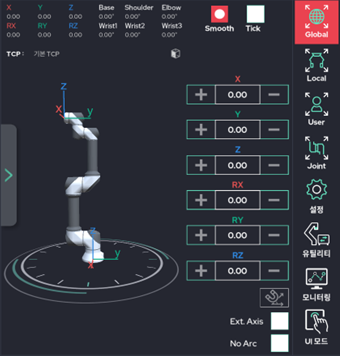 X Y Z Base Shoulder Elbow
0.00 0.00 0.00 0.00° 0.00° 0.00°
RX RY RZ Wrist1 Wrist2 Wrist3
0.00 0.00 0.00 0.00° 0.00° 0.00°
Smooth Tick
TCP : 기본 TCP
Global
Local
User
Joint
설정
유틸리티
모니터링
UI 모드
Z
X
Y
Z
Y
X
X
+ 0.00 −
Y
+ 0.00 −
Z
+ 0.00 −
RX
+ 0.00 −
RY
+ 0.00 −
RZ
+ 0.00 −
Ext. Axis
No Arc